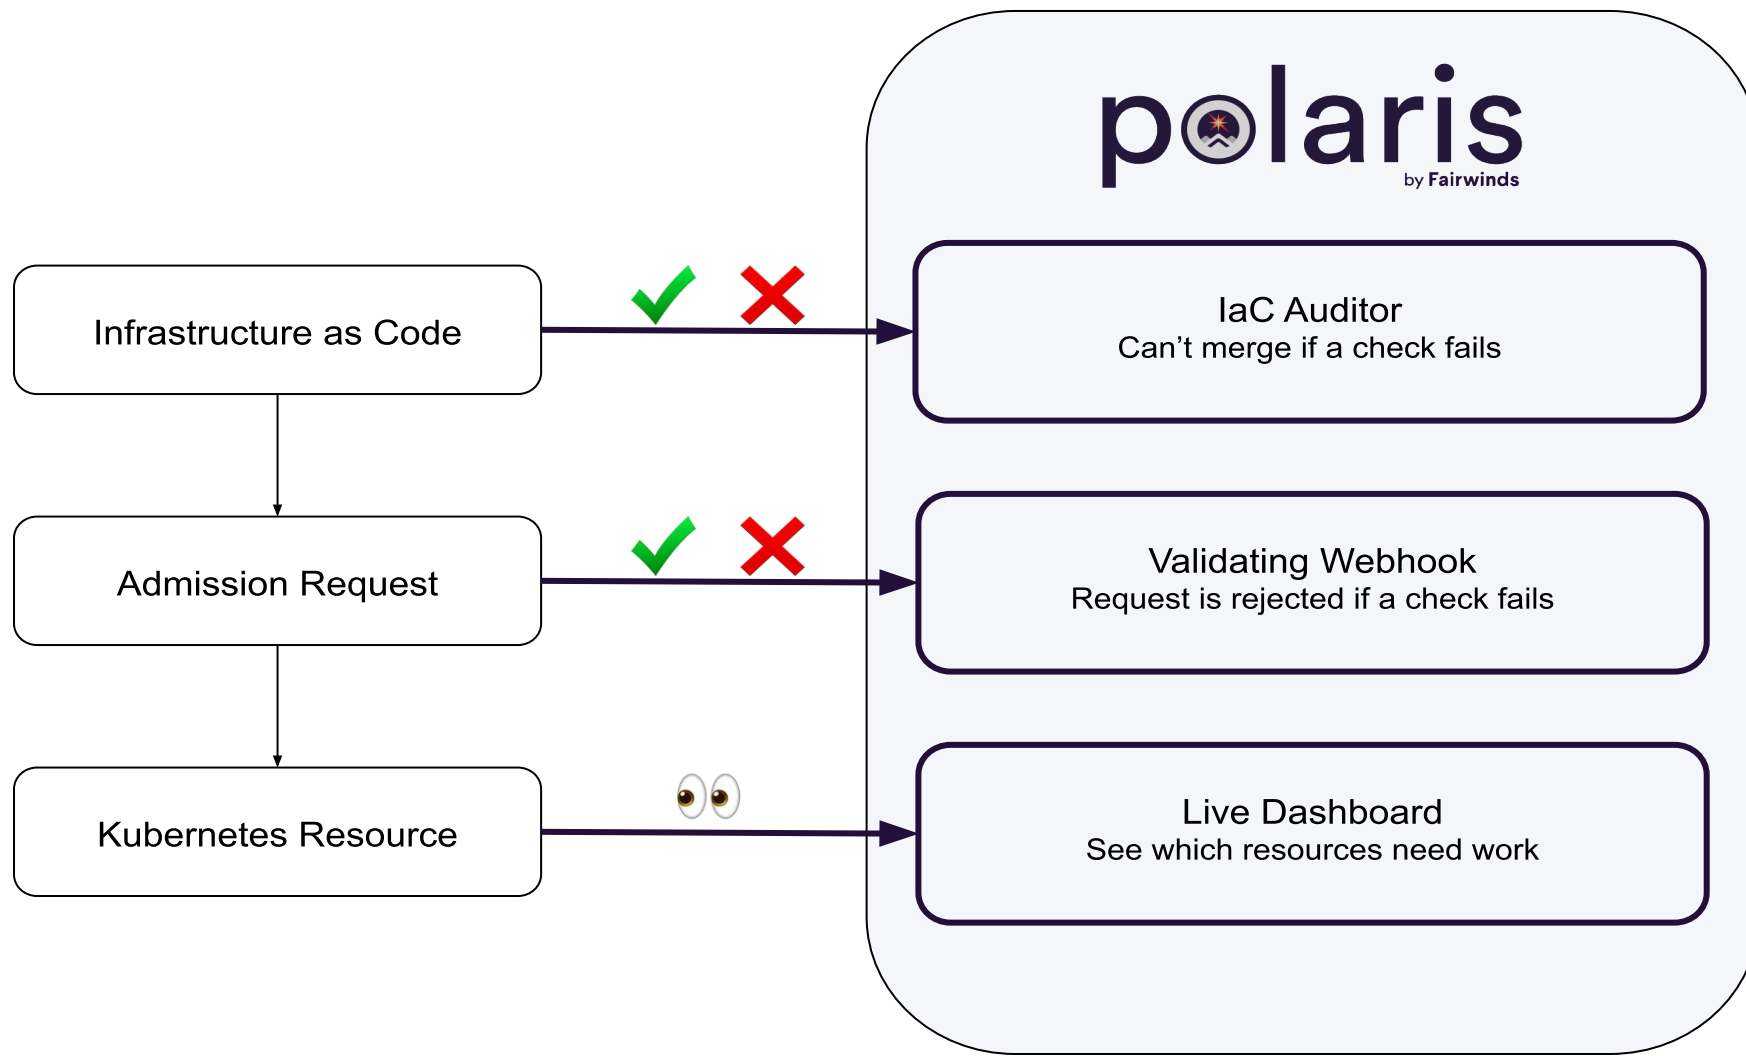 polaris
by Fairwinds
Infrastructure as Code
IaC Auditor
Can’t merge if a check fails
Admission Request
Validating Webhook
Request is rejected if a check fails
Kubernetes Resource
Live Dashboard
See which resources need work